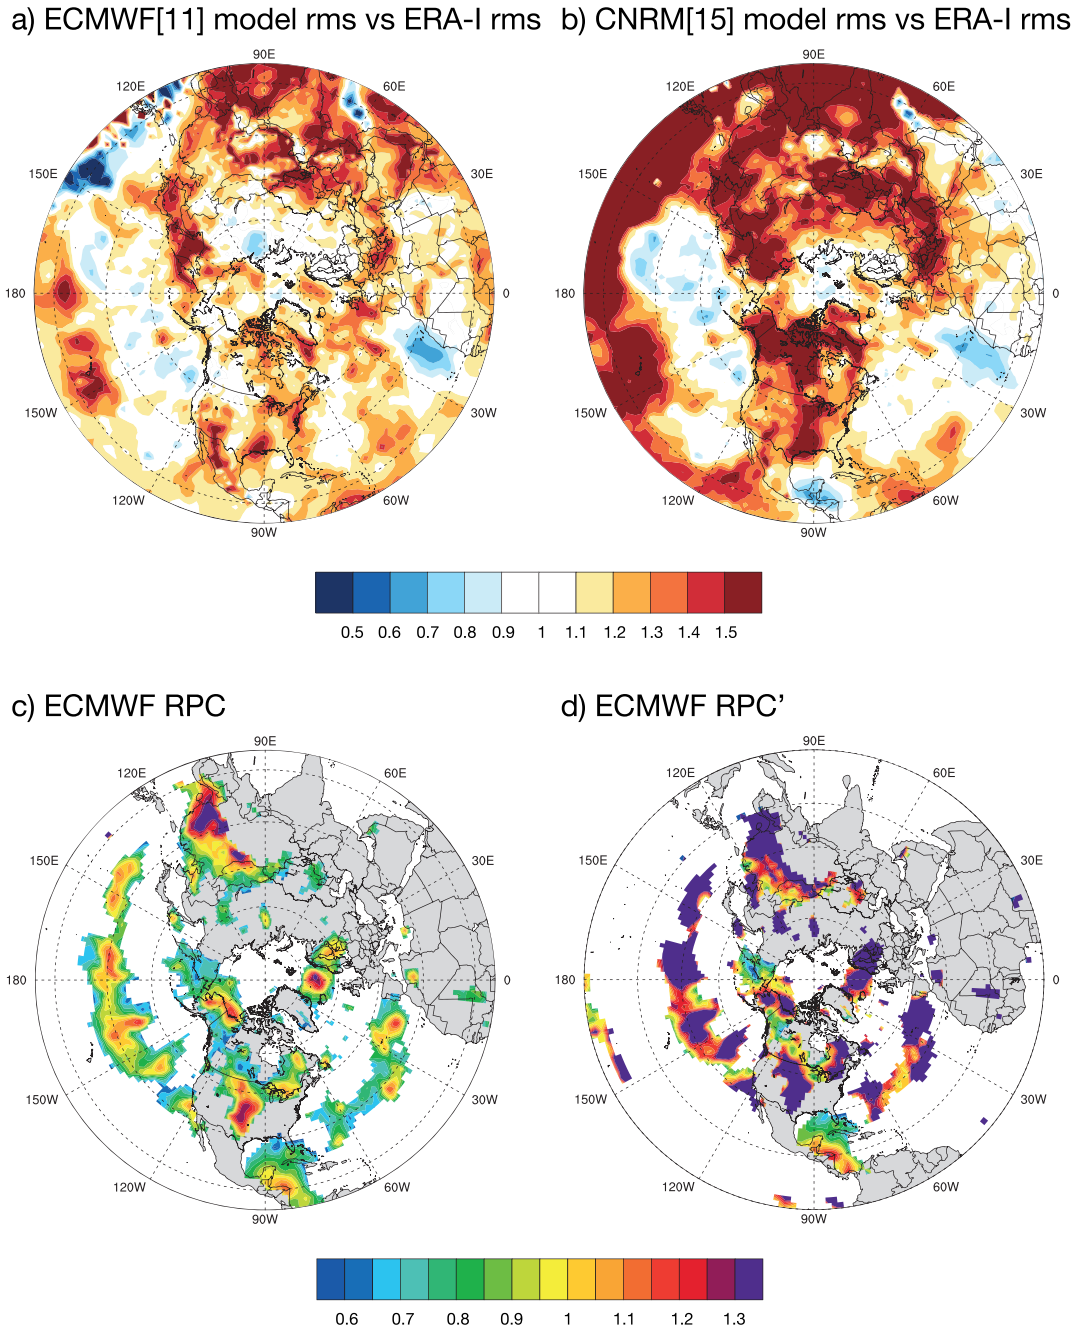 a) ECMWF[11] model rms vs ERA-I rms
b) CNRM[15] model rms vs ERA-I rms
90E
120E
60E
150E
30E
180
0
150W
30W
120W
60W
90W
90E
120E
60E
150E
30E
180
0
150W
30W
120W
60W
90W
0.5 0.6 0.7 0.8 0.9 1 1.1 1.2 1.3 1.4 1.5
c) ECMWF RPC
d) ECMWF RPC’
90E
120E
60E
150E
30E
180
0
150W
30W
120W
60W
90W
90E
120E
60E
150E
30E
180
0
150W
30W
120W
60W
90W
0.6 0.7 0.8 0.9 1 1.1 1.2 1.3